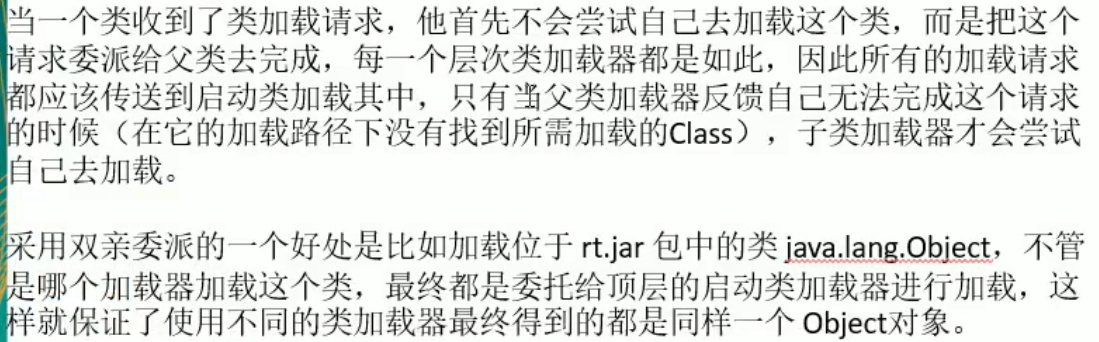 当一个类收到了类加载请求，他首先不会尝试自己去加载这个类，而是把这个
请求委派给父类去完成，每一个层次类加载器都是如此，因此所有的加载请求
都应该传送到启动类加载其中，只有当父类加载器反馈自己无法完成这个请求
的时候（在它的加载路径下没有找到所需加载的Class），子类加载器才会尝试
自己去加载。
采用双亲委派的一个好处是比如加载位于 rt.jar 包中的类 java.lang.Object，不管
是哪个加载器加载这个类，最终都是委托给顶层的启动类加载器进行加载，这
样就保证了使用不同的类加载器最终得到的都是同样一个 Object对象。